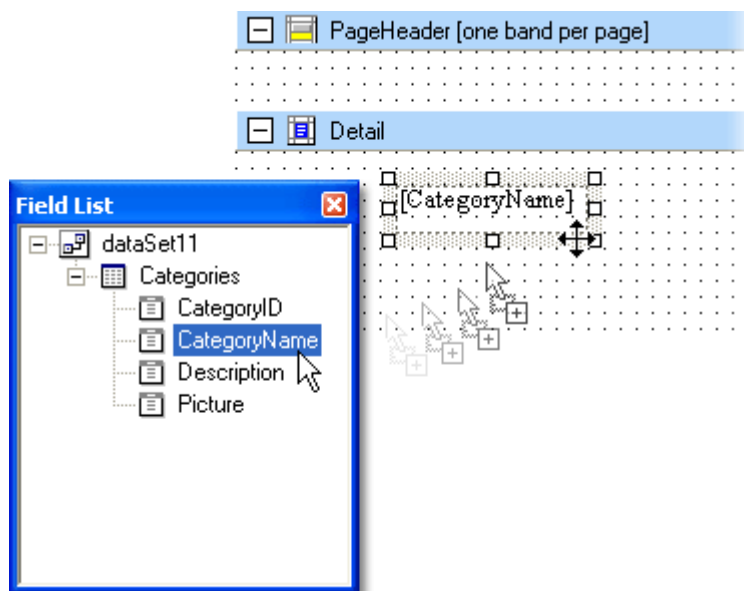 PageHeader [one band per page]
Detail
[CategoryName]
Field List
dataSet11
Categories
CategoryID
CategoryName
Description
Picture